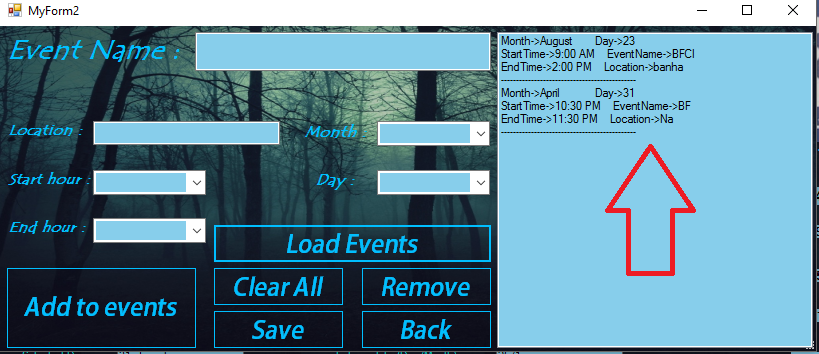 MyForm2
Event Name :
Location :
Month :
Start hour :
Day :
End hour :
Load Events
Add to events
Clear All
Remove
Save
Back
Month->August Day->23
StartTime->9:00 AM EventName->BFCI
EndTime->2:00 PM Location->banha
------------------------------------------------
Month->April Day->31
StartTime->10:30 PM EventName->BF
EndTime->11:30 PM Location->Na
------------------------------------------------